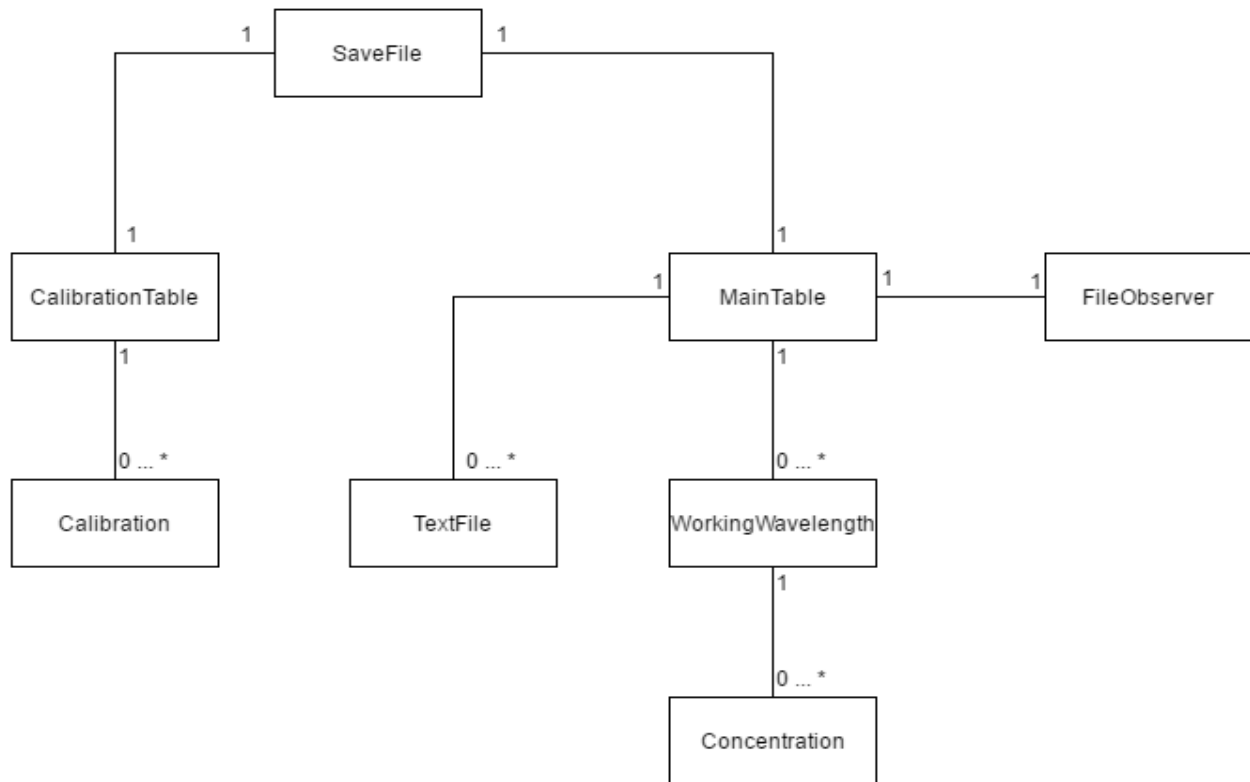 1
SaveFile
1
1
CalibrationTable
1
1
1
MainTable
1
1
FileObserver
1
1
0 ... *
0 ... *
0 ... *
Calibration
TextFile
WorkingWavelength
1
0 ... *
Concentration